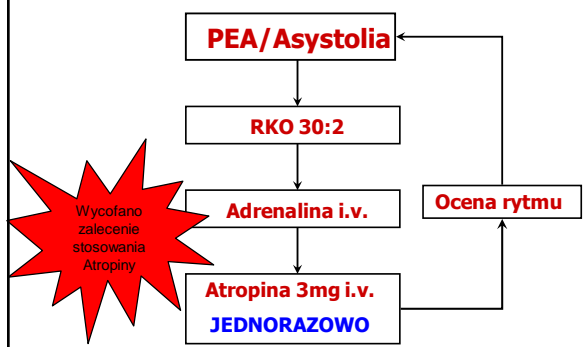 PEA/Asystolia
RKO 30:2
Wycofano
zalecenie
stosowania
Atropiny
Adrenalina i.v.
Ocena rytmu
Atropina 3mg i.v.
JEDNORAZOWO